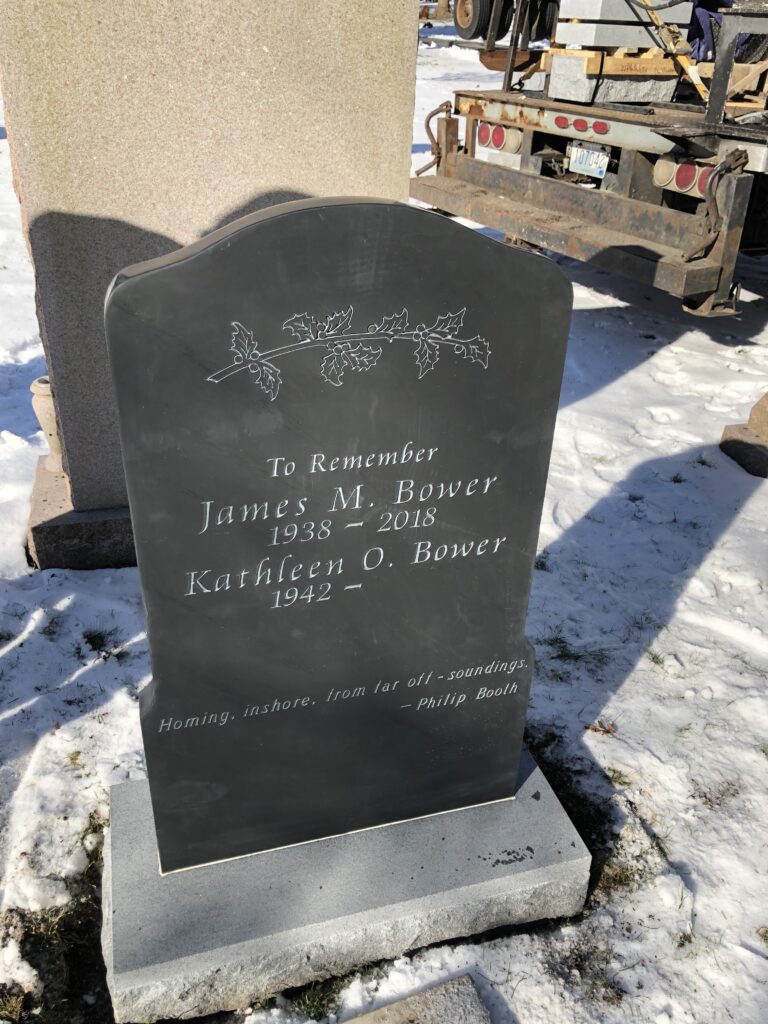 To Remember
James M. Bower
1938 – 2018
Kathleen O. Bower
1942 –
Homing, inshore, from far off-soundings.
– Philip Booth